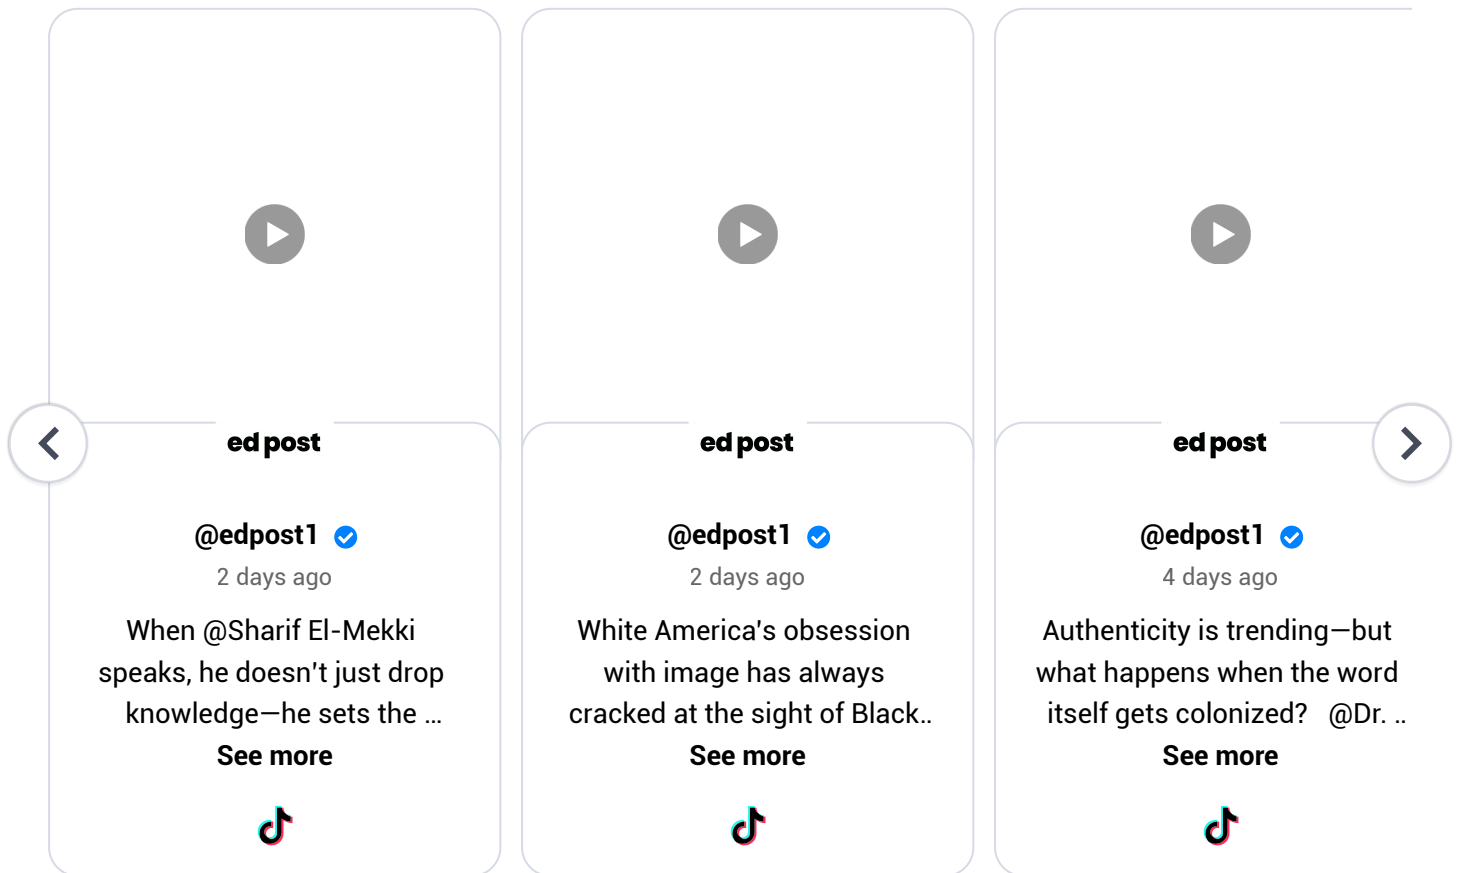 ed post
@edpost1
2 days ago
When @Sharif El-Mekki
speaks, he doesn't just drop
knowledge—he sets the ...
See more
ed post
@edpost1
2 days ago
White America's obsession
with image has always
cracked at the sight of Black..
See more
ed post
@edpost1
4 days ago
Authenticity is trending—but
what happens when the word
itself gets colonized? @Dr. ..
See more